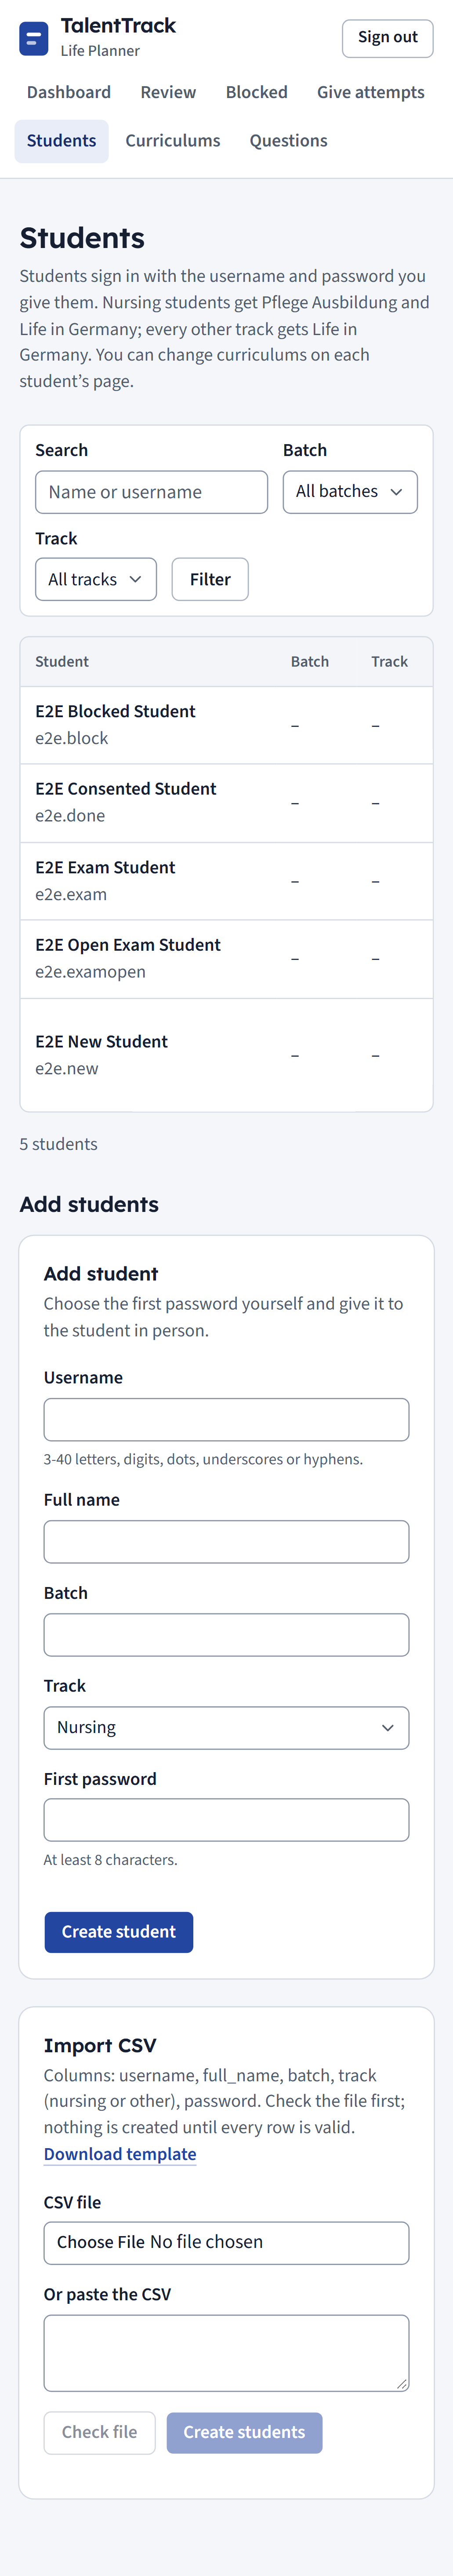 TalentTrack
Life Planner
Sign out
Dashboard Review Blocked Give attempts
Students Curriculums Questions
Students
Students sign in with the username and password you
give them. Nursing students get Pflege Ausbildung and
Life in Germany; every other track gets Life in
Germany. You can change curriculums on each
student’s page.
Search Batch
Name or username All batches
Track
All tracks Filter
Student Batch Track
E2E Blocked Student
e2e.block
– –
E2E Consented Student
e2e.done
– –
E2E Exam Student
e2e.exam
– –
E2E Open Exam Student
e2e.examopen
– –
E2E New Student
e2e.new
– –
5 students
Add students
Add student
Choose the first password yourself and give it to
the student in person.
Username
3-40 letters, digits, dots, underscores or hyphens.
Full name
Batch
Track
Nursing
First password
At least 8 characters.
Create student
Import CSV
Columns: username, full_name, batch, track
(nursing or other), password. Check the file first;
nothing is created until every row is valid.
Download template
CSV file
Choose File No file chosen
Or paste the CSV
Check file Create students